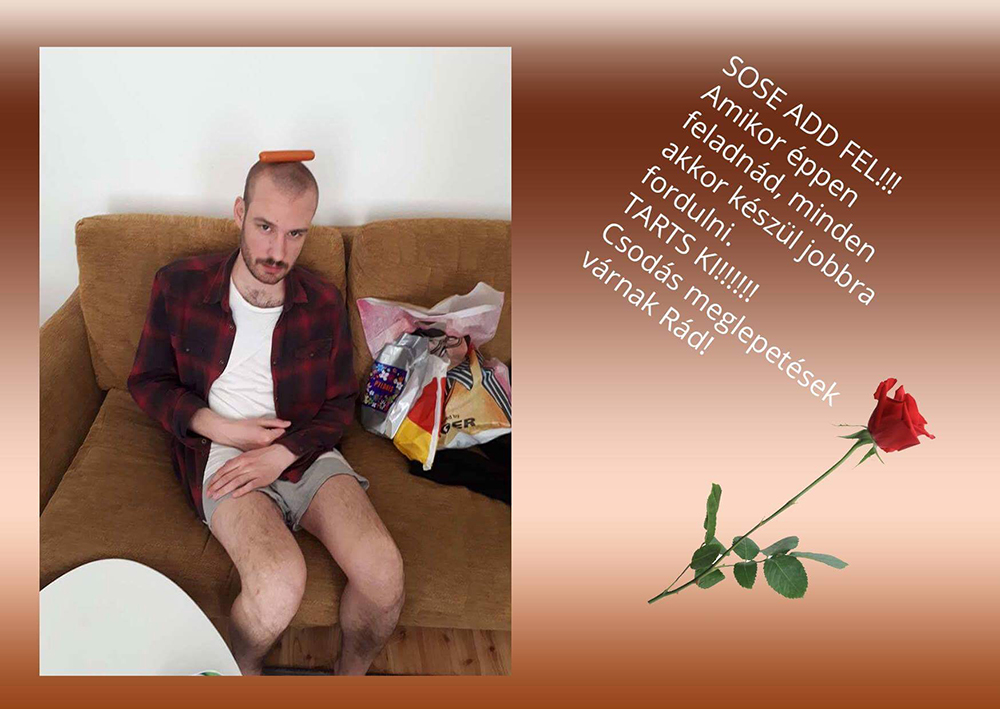 SOSE ADD FEL!!!
Amikor éppen
feladnád, minden
akkor készül jobbra
fordulni.
TARTS KI!!!!!!!
Csodás meglepetések
várnak Rád!